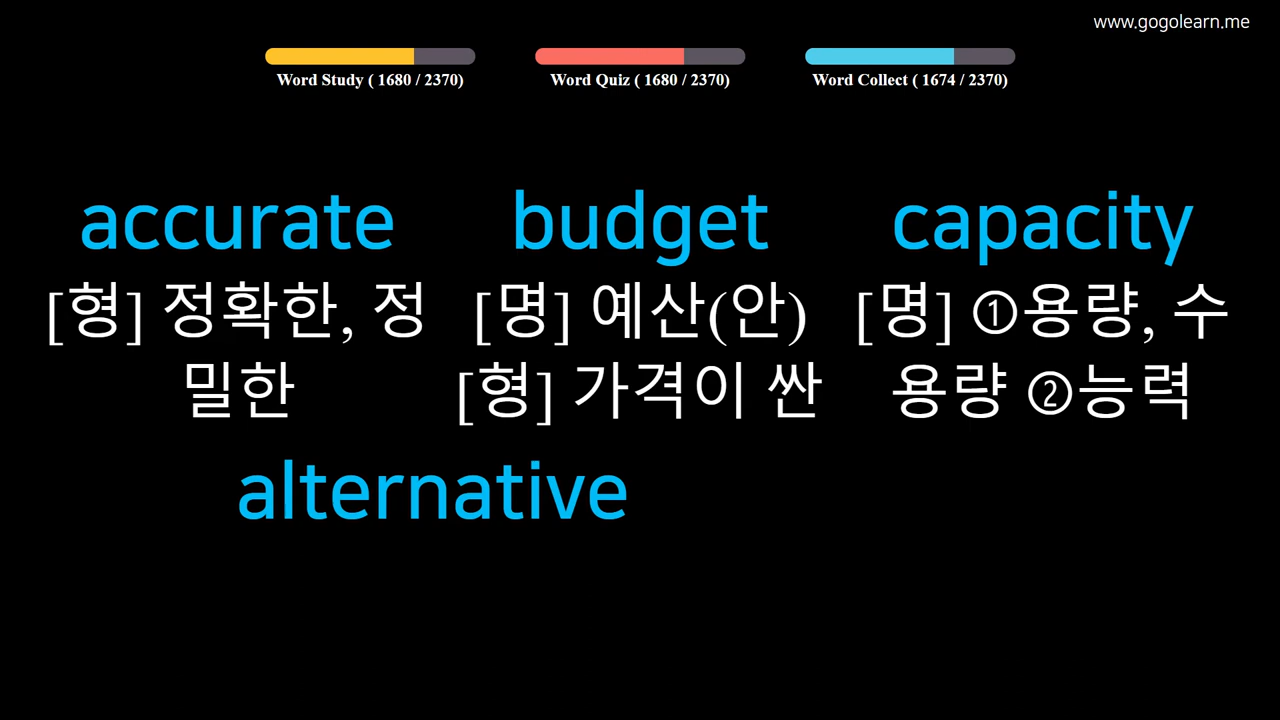 www.gogolearn.me
Word Study ( 1680 / 2370)
Word Quiz ( 1680 / 2370)
Word Collect ( 1674 / 2370)
accurate
[형] 정확한, 정
밀한
budget
[명] 예산(안)
[형] 가격이 싼
capacity
[명] ①용량, 수
용량 ②능력
alternative